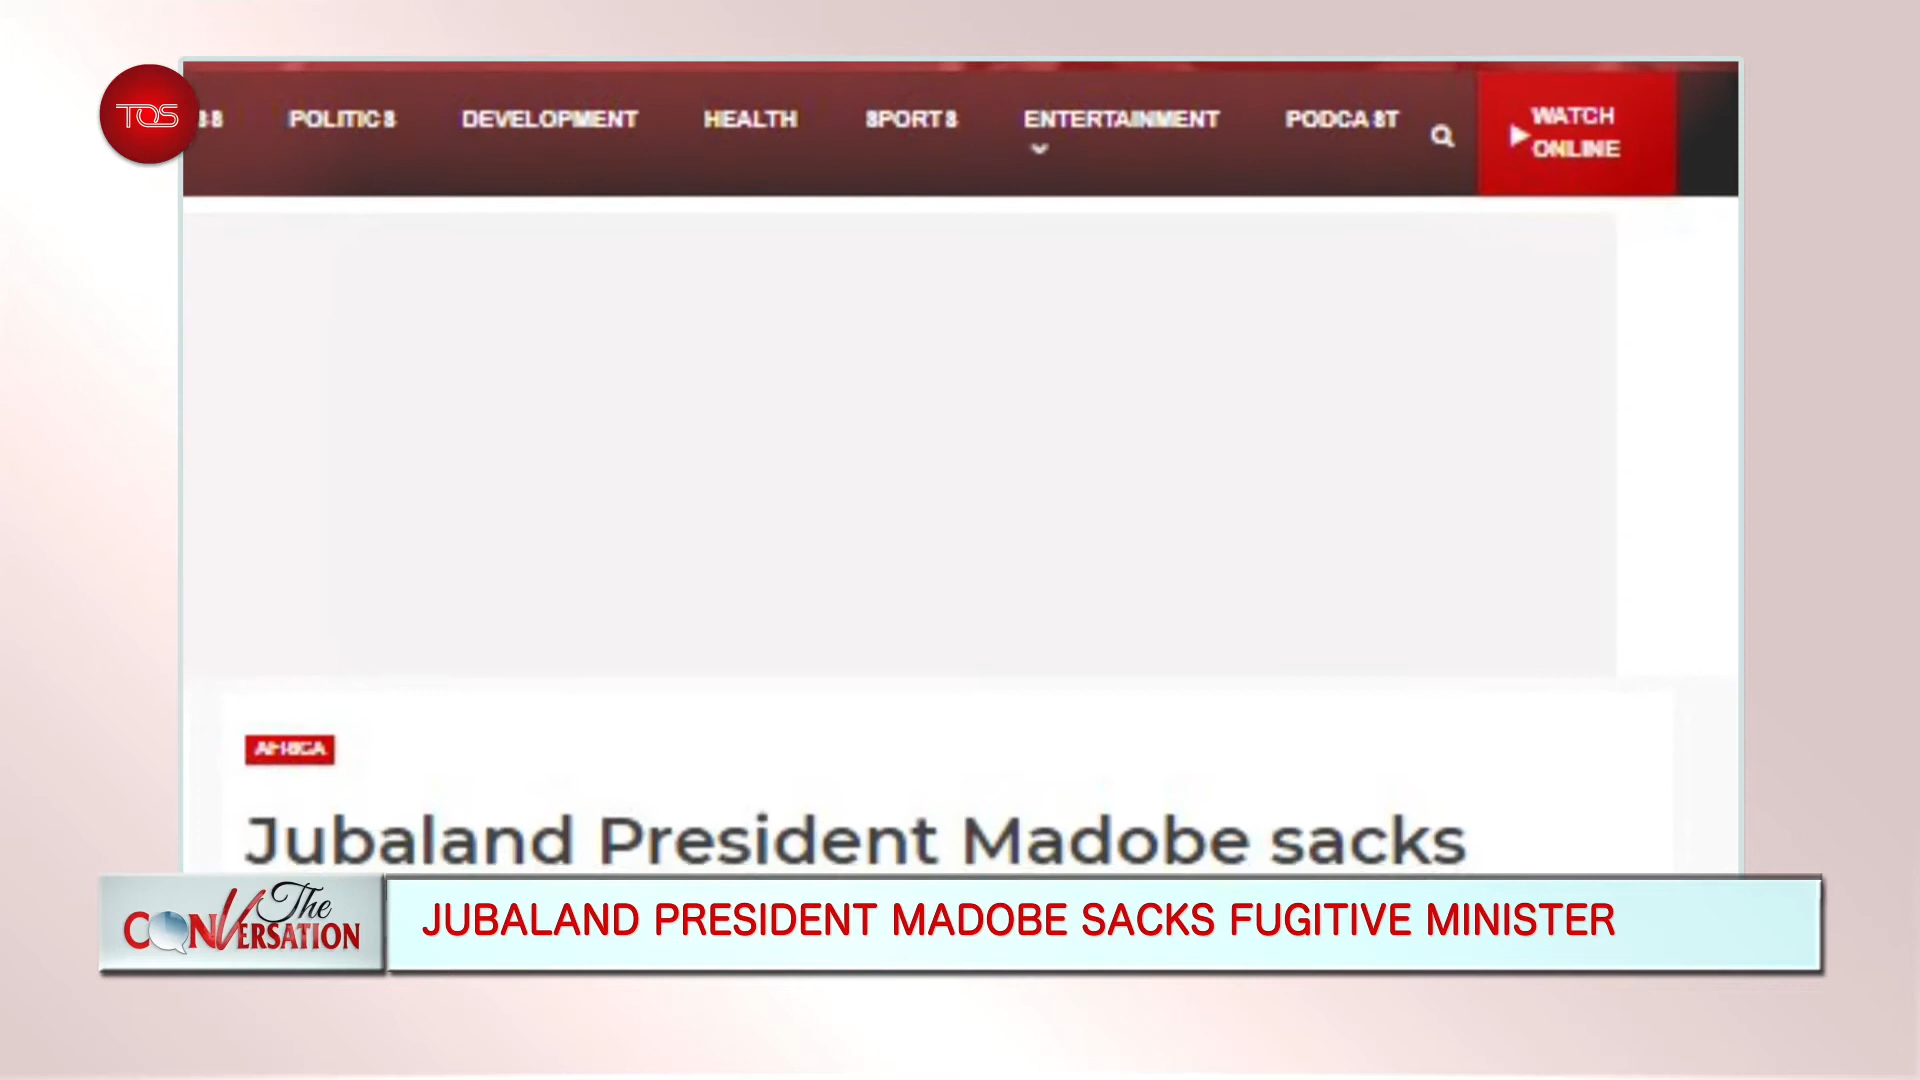 TOS
POLITICS
DEVELOPMENT
HEALTH
SPORTS
ENTERTAINMENT
PODCAST
WATCH
ONLINE
AFRICA
Jubaland President Madobe sacks
The
CONVERSATION
JUBALAND PRESIDENT MADOBE SACKS FUGITIVE MINISTER